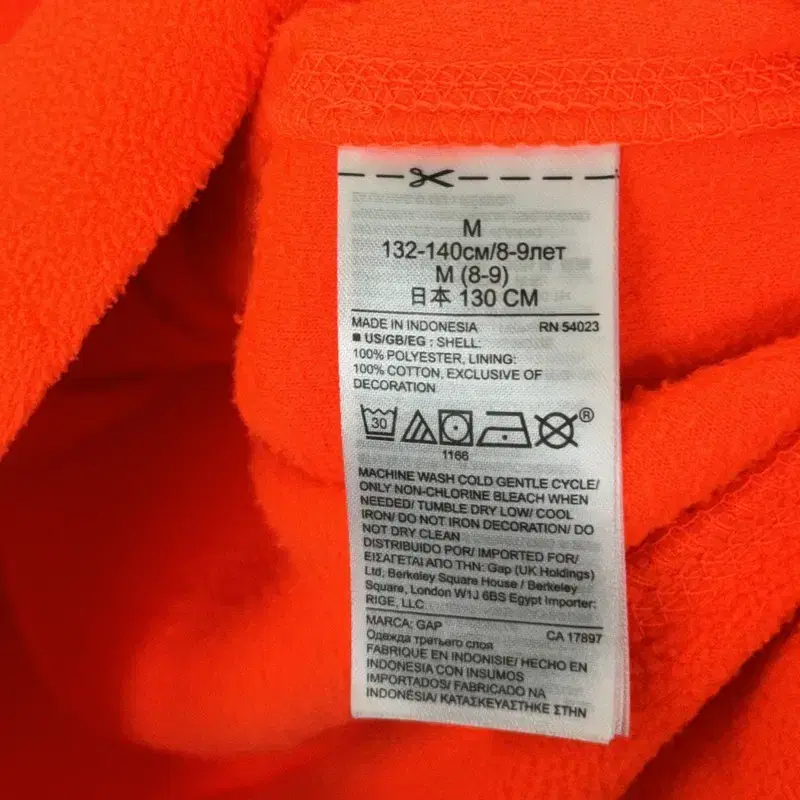 M
132-140см/8-9лет
M (8-9)
日本 130 CM
MADE IN INDONESIA RN 54023
■ US/GB/EG ; SHELL:
100% POLYESTER, LINING:
100% COTTON, EXCLUSIVE OF
DECORATION
30 ®
1166
MACHINE WASH COLD GENTLE CYCLE/
ONLY NON-CHLORINE BLEACH WHEN
NEEDED/ TUMBLE DRY LOW/ COOL
IRON/ DO NOT IRON DECORATION/ DO
NOT DRY CLEAN
DISTRIBUIDO POR/ IMPORTED FOR/
ΕΙΣΑΓΕΤΑΙ ΑΠΟ ΤΗΝ: Gap (UK Holdings)
Ltd, Berkeley Square House / Berkeley
Square, London W1J 6BS Egypt Importer:
RIGE, LLC
MARCA: GAP CA 17897
Одежда третьего слоя
FABRIQUE EN INDONISIE/ HECHO EN
INDONESIA CON INSUMOS
IMPORTADOS/ FABRICADO NA
INDONÉSIA/ ΚΑΤΑΣΚΕΥΑΣΤΗΚΕ ΣΤΗΝ